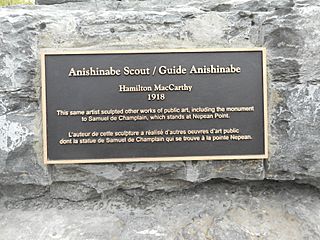 Anishinabe Scout / Guide Anishinabe
Hamilton MacCarthy
1918
This same artist sculpted other works of public art, including the monument
to Samuel de Champlain, which stands at Nepean Point.
L'auteur de cette sculpture a réalisé d'autres oeuvres d'art public
dont la statue de Samuel de Champlain qui se trouve à la pointe Nepean.